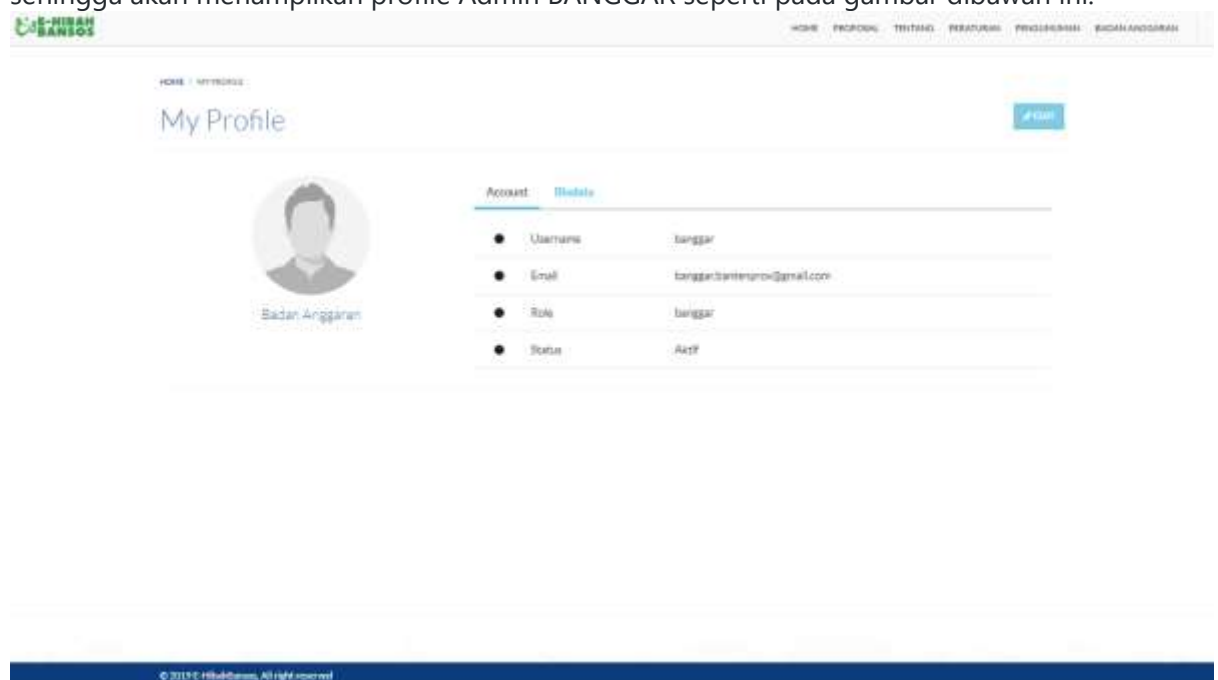 sehingga akan menampilkan profile Admin BANGGAR seperti pada gambar dibawah ini.
E-HIBAH
BANSOS
HOME PROPOSAL TENTANG PERATURAN PENGUMUMAN BADAN ANGGARAN
HOME / MY PROFILE
My Profile
EDIT
Account Biodata
Username banggar
Email banggar.bantenprov@gmail.com
Role banggar
Status Aktif
Badan Anggaran
© 2019 E-HibahBansos, All right reserved